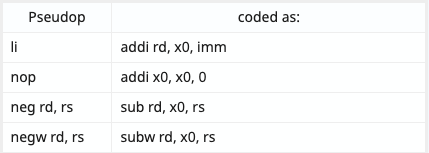 Pseudop coded as:
li addi rd, x0, imm
nop addi x0, x0, 0
neg rd, rs sub rd, x0, rs
negw rd, rs subw rd, x0, rs